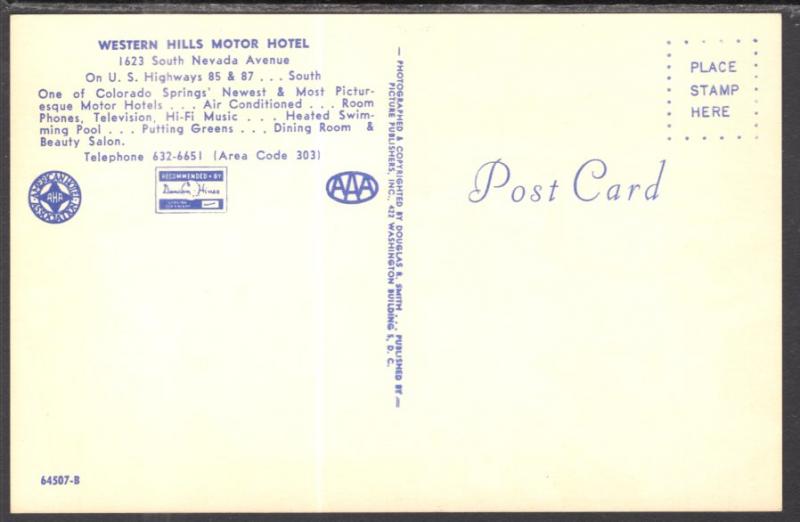 WESTERN HILLS MOTOR HOTEL
1623 South Nevada Avenue
On U. S. Highways 85 & 87 . . . South
One of Colorado Springs' Newest & Most Pictur-
esque Motor Hotels . . . Air Conditioned . . . Room
Phones, Television, Hi-Fi Music . . . Heated Swim-
ming Pool . . . Putting Greens . . . Dining Room &
Beauty Salon.
Telephone 632-6651 (Area Code 303)
AMERICAN HOTEL
AHA
ASSOCIATION
RECOMMENDED · BY
Duncan Hines
AAA
— PHOTOGRAPHED & COPYRIGHTED BY DOUGLAS R. SMITH . . . PUBLISHED BY —
PICTURE PUBLISHERS, INC., 422 WASHINGTON BUILDING 5, D. C.
PLACE
STAMP
HERE
Post Card
64507-B